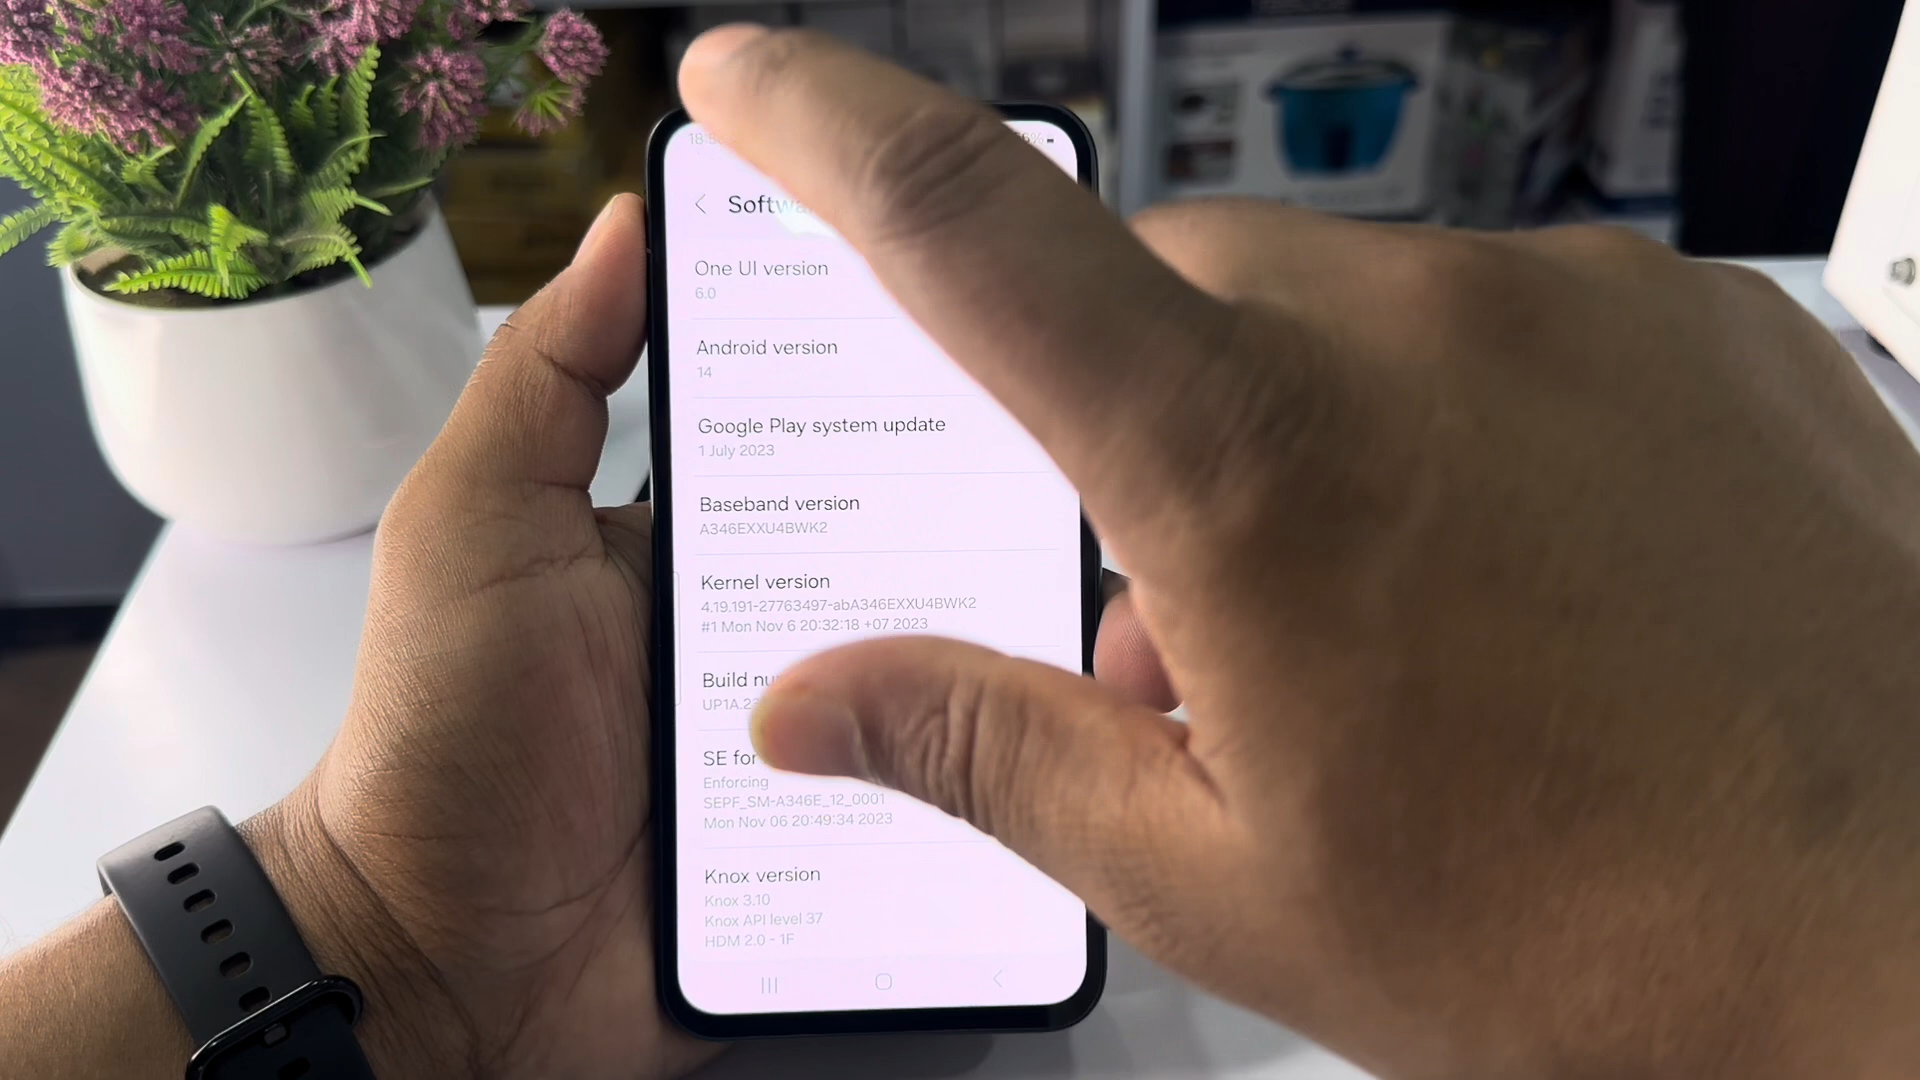 One UI version
6.0
Android version
14
Google Play system update
1 July 2023
Baseband version
A346EXXU4BWK2
Kernel version
4.19.191-27763497-abA346EXXU4BWK2
#1 Mon Nov 6 20:32:18 +07 2023
Build
SE for
Enforcing
SEPF_SM-A346E_12_0001
Mon Nov 06 20:49:34 2023
Knox version
Knox 3.10
Knox API level 37
HDM 2.0 - 1F